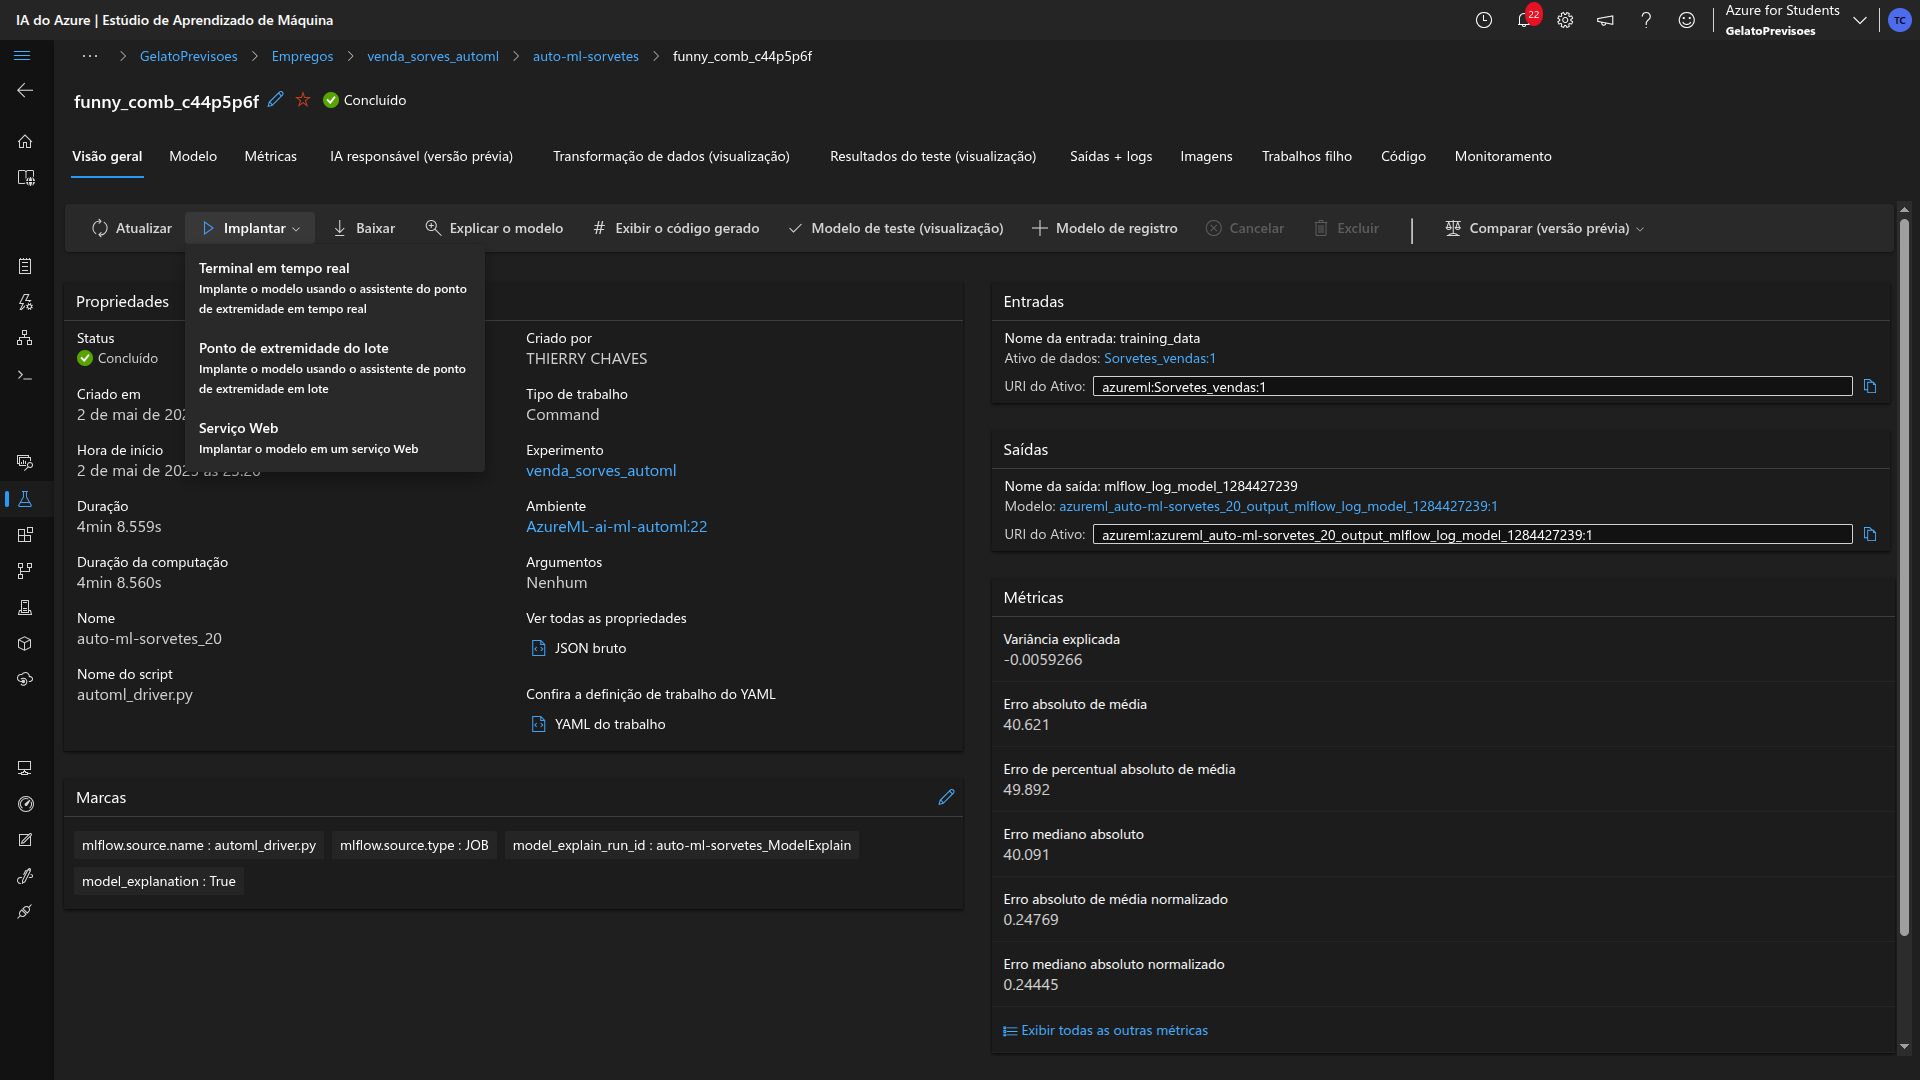 IA do Azure | Estúdio de Aprendizado de Máquina
22
Azure for Students
GelatoPrevisoes
TC
GelatoPrevisoes
Empregos
venda_sorves_automl
auto-ml-sorvetes
funny_comb_c44p5p6f
funny_comb_c44p5p6f
Concluído
Visão geral
Modelo
Métricas
IA responsável (versão prévia)
Transformação de dados (visualização)
Resultados do teste (visualização)
Saídas + logs
Imagens
Trabalhos filho
Código
Monitoramento
Atualizar
Implantar
Baixar
Explicar o modelo
Exibir o código gerado
Modelo de teste (visualização)
Modelo de registro
Cancelar
Excluir
Comparar (versão prévia)
Terminal em tempo real
Implante o modelo usando o assistente do ponto
de extremidade em tempo real
Ponto de extremidade do lote
Implante o modelo usando o assistente de ponto
de extremidade em lote
Serviço Web
Implantar o modelo em um serviço Web
Propriedades
Status
Concluído
Criado em
2 de mai de
Hora de início
2 de mai de
Duração
4min 8.559s
Duração da computação
4min 8.560s
Nome
auto-ml-sorvetes_20
Nome do script
automl_driver.py
Criado por
THIERRY CHAVES
Tipo de trabalho
Command
Experimento
venda_sorves_automl
Ambiente
AzureML-ai-ml-automl:22
Argumentos
Nenhum
Ver todas as propriedades
JSON bruto
Confira a definição de trabalho do YAML
YAML do trabalho
Marcas
mlflow.source.name : automl_driver.py
mlflow.source.type : JOB
model_explain_run_id : auto-ml-sorvetes_ModelExplain
model_explanation : True
Entradas
Nome da entrada: training_data
Ativo de dados: Sorvetes_vendas:1
URI do Ativo: azureml:Sorvetes_vendas:1
Saídas
Nome da saída: mlflow_log_model_1284427239
Modelo: azureml_auto-ml-sorvetes_20_output_mlflow_log_model_1284427239:1
URI do Ativo: azureml:azureml_auto-ml-sorvetes_20_output_mlflow_log_model_1284427239:1
Métricas
Variância explicada
-0.0059266
Erro absoluto de média
40.621
Erro de percentual absoluto de média
49.892
Erro mediano absoluto
40.091
Erro absoluto de média normalizado
0.24769
Erro mediano absoluto normalizado
0.24445
Exibir todas as outras métricas